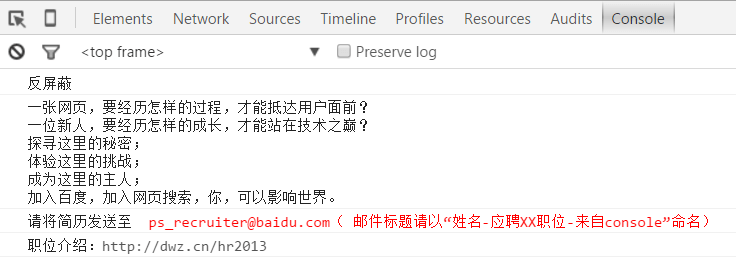 Elements Network Sources Timeline Profiles Resources Audits Console
<top frame> Preserve log
反屏蔽
一张网页，要经历怎样的过程，才能抵达用户面前？
一位新人，要经历怎样的成长，才能站在技术之巅？
探寻这里的秘密；
体验这里的挑战；
成为这里的主人；
加入百度，加入网页搜索，你，可以影响世界。
请将简历发送至 ps_recruiter@baidu.com（ 邮件标题请以“姓名-应聘XX职位-来自console”命名）
职位介绍：http://dwz.cn/hr2013